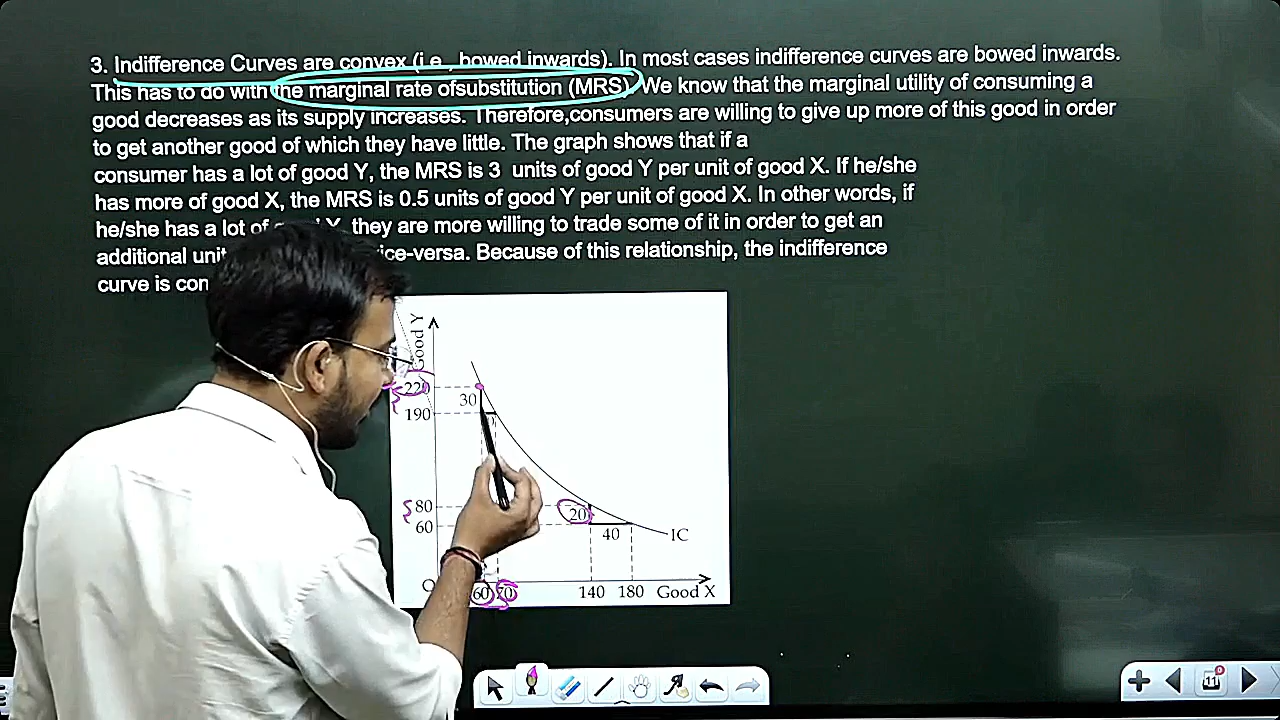 3. Indifference Curves are convex (i.e., bowed inwards). In most cases indifference curves are bowed inwards.
This has to do with the marginal rate ofsubstitution (MRS). We know that the marginal utility of consuming a
good decreases as its supply increases. Therefore,consumers are willing to give up more of this good in order
to get another good of which they have little. The graph shows that if a
consumer has a lot of good Y, the MRS is 3 units of good Y per unit of good X. If he/she
has more of good X, the MRS is 0.5 units of good Y per unit of good X. In other words, if
he/she has a lot of Y, they are more willing to trade some of it in order to get an
additional ice-versa. Because of this relationship, the indifference
curve is
Good Y
220
30
190
80
20
60
40
IC
60 70 140 180 Good X
11